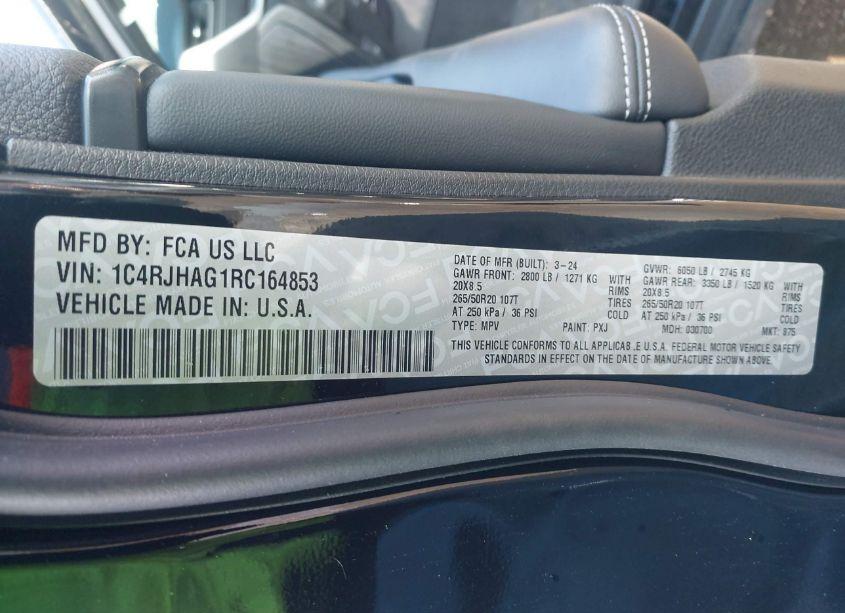 MFD BY: FCA US LLC
VIN: 1C4RJHAG1RC164853
VEHICLE MADE IN: U.S.A.
DATE OF MFR (BUILT): 3-24 GVWR: 6050 LB / 2745 KG
GAWR FRONT: 2800 LB / 1271 KG WITH GAWR REAR: 3350 LB / 1520 KG WITH
20X8.5 RIMS 20X8.5 RIMS
265/50R20 107T TIRES 265/50R20 107T TIRES
AT 250 kPa / 36 PSI COLD AT 250 kPa / 36 PSI COLD
TYPE: MPV PAINT: PXJ MDH: 030700 MKT: 875
THIS VEHICLE CONFORMS TO ALL APPLICAB.E U.S.A. FEDERAL MOTOR VEHICLE SAFETY
STANDARDS IN EFFECT ON THE DATE OF MANUFACTURE SHOWN ABOVE.